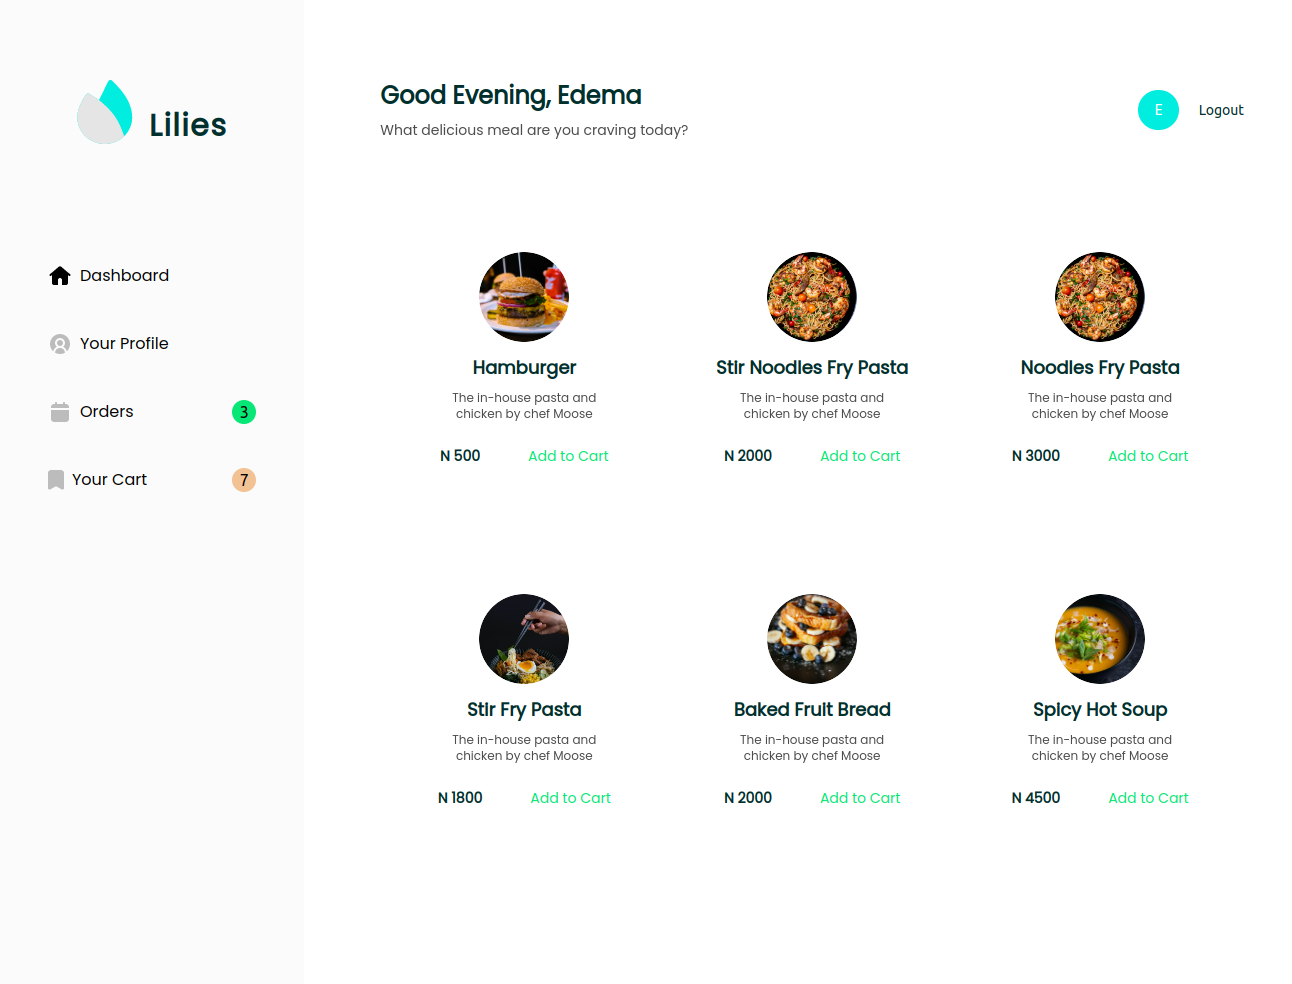 Lilies
Good Evening, Edema
What delicious meal are you craving today?
E
Logout
Dashboard
Your Profile
Orders
3
Your Cart
7
Hamburger
The in-house pasta and
chicken by chef Moose
N 500
Add to Cart
Stir Noodles Fry Pasta
The in-house pasta and
chicken by chef Moose
N 2000
Add to Cart
Noodles Fry Pasta
The in-house pasta and
chicken by chef Moose
N 3000
Add to Cart
Stir Fry Pasta
The in-house pasta and
chicken by chef Moose
N 1800
Add to Cart
Baked Fruit Bread
The in-house pasta and
chicken by chef Moose
N 2000
Add to Cart
Spicy Hot Soup
The in-house pasta and
chicken by chef Moose
N 4500
Add to Cart